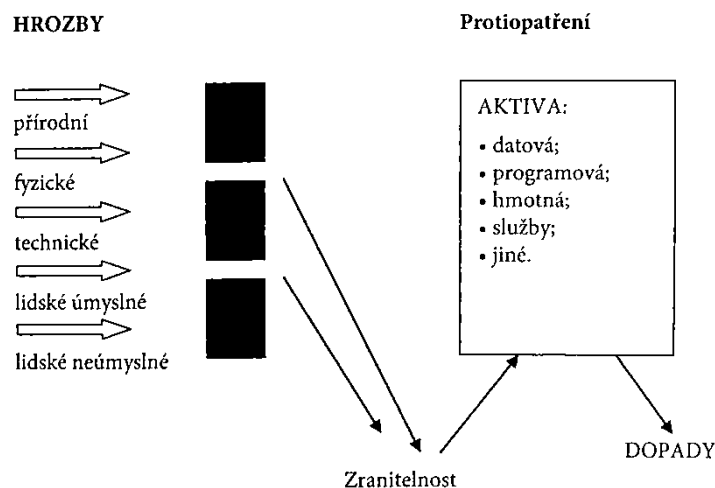 HROZBY
Protiopatření
přírodní
fyzické
technické
lidské úmyslné
lidské neúmyslné
AKTIVA:
• datová;
• programová;
• hmotná;
• služby;
• jiné.
Zranitelnost
DOPADY